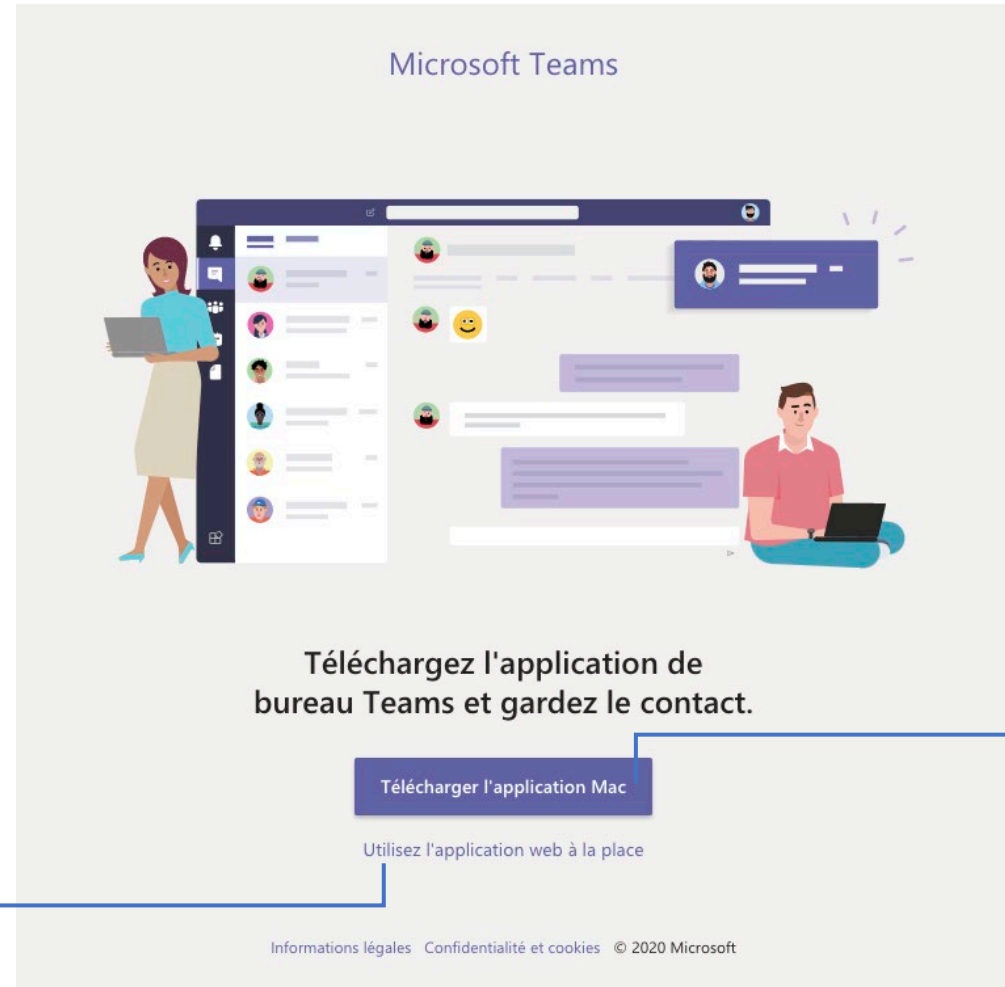 Microsoft Teams
Téléchargez l'application de
bureau Teams et gardez le contact.
Télécharger l'application Mac
Utilisez l'application web à la place
Informations légales Confidentialité et cookies © 2020 Microsoft